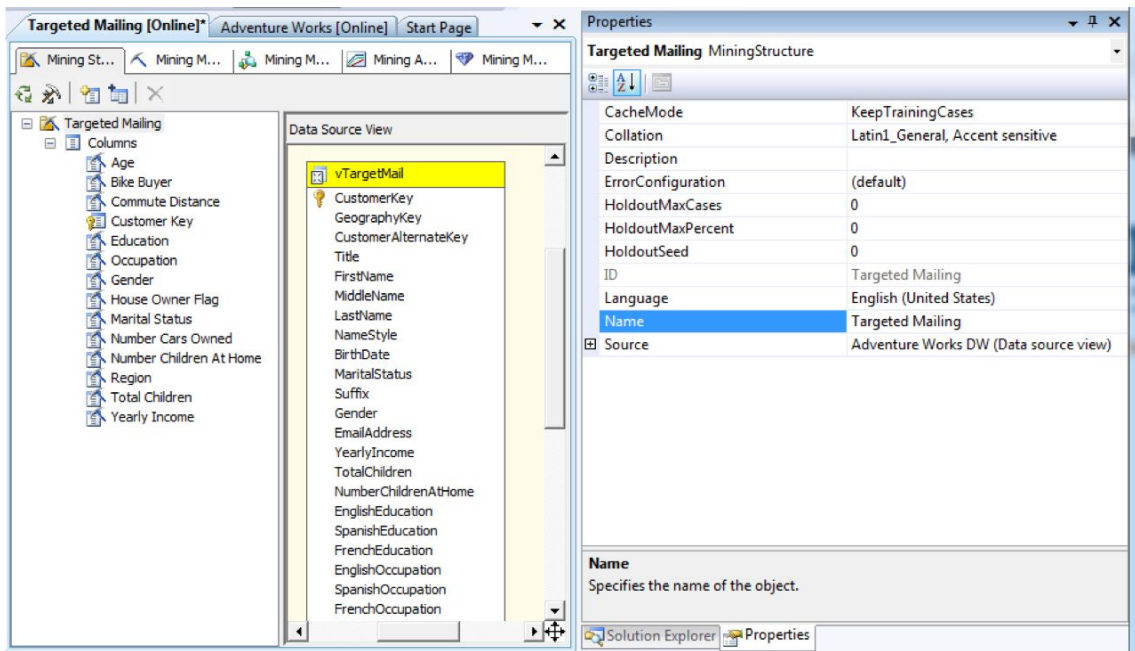 Targeted Mailing [Online]* Adventure Works [Online] Start Page
Mining St... Mining M... Mining M... Mining A... Mining M...
Targeted Mailing
Columns
Age
Bike Buyer
Commute Distance
Customer Key
Education
Occupation
Gender
House Owner Flag
Marital Status
Number Cars Owned
Number Children At Home
Region
Total Children
Yearly Income
Data Source View
vTargetMail
CustomerKey
GeographyKey
CustomerAlternateKey
Title
FirstName
MiddleName
LastName
NameStyle
BirthDate
MaritalStatus
Suffix
Gender
EmailAddress
YearlyIncome
TotalChildren
NumberChildrenAtHome
EnglishEducation
SpanishEducation
FrenchEducation
EnglishOccupation
SpanishOccupation
FrenchOccupation
Properties
Targeted Mailing MiningStructure
CacheMode KeepTrainingCases
Collation Latin1_General, Accent sensitive
Description
ErrorConfiguration (default)
HoldoutMaxCases 0
HoldoutMaxPercent 0
HoldoutSeed 0
ID Targeted Mailing
Language English (United States)
Name Targeted Mailing
Source Adventure Works DW (Data source view)
Name
Specifies the name of the object.
Solution Explorer Properties